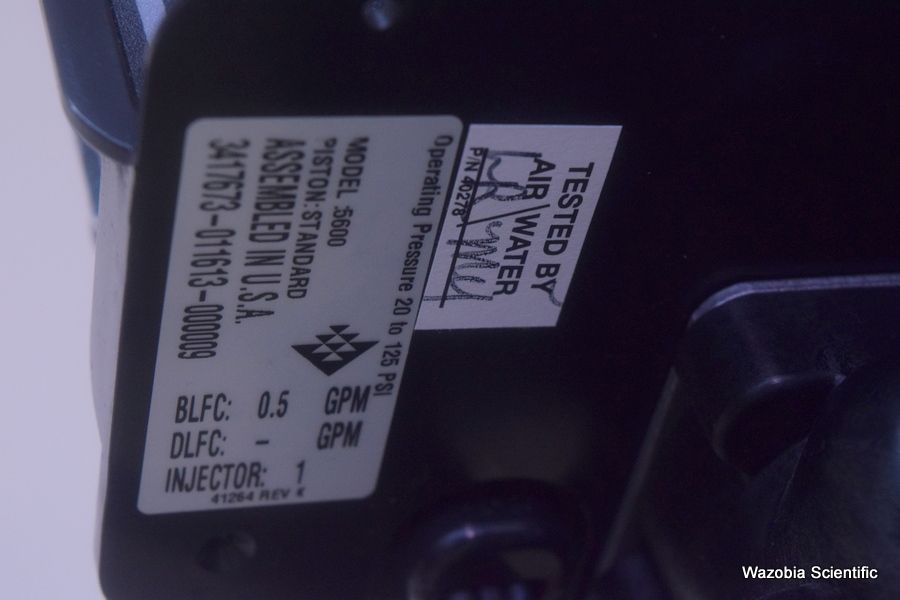 Operating Pressure 20 to 125 PSI
MODEL :5600
PISTON:STANDARD
ASSEMBLED IN U.S.A.
3417673-011613-000009
BLFC: 0.5 GPM
DLFC: – GPM
INJECTOR: 1
41264 REV K
TESTED BY
AIR/WATER
P/N 40278
Wazobia Scientific